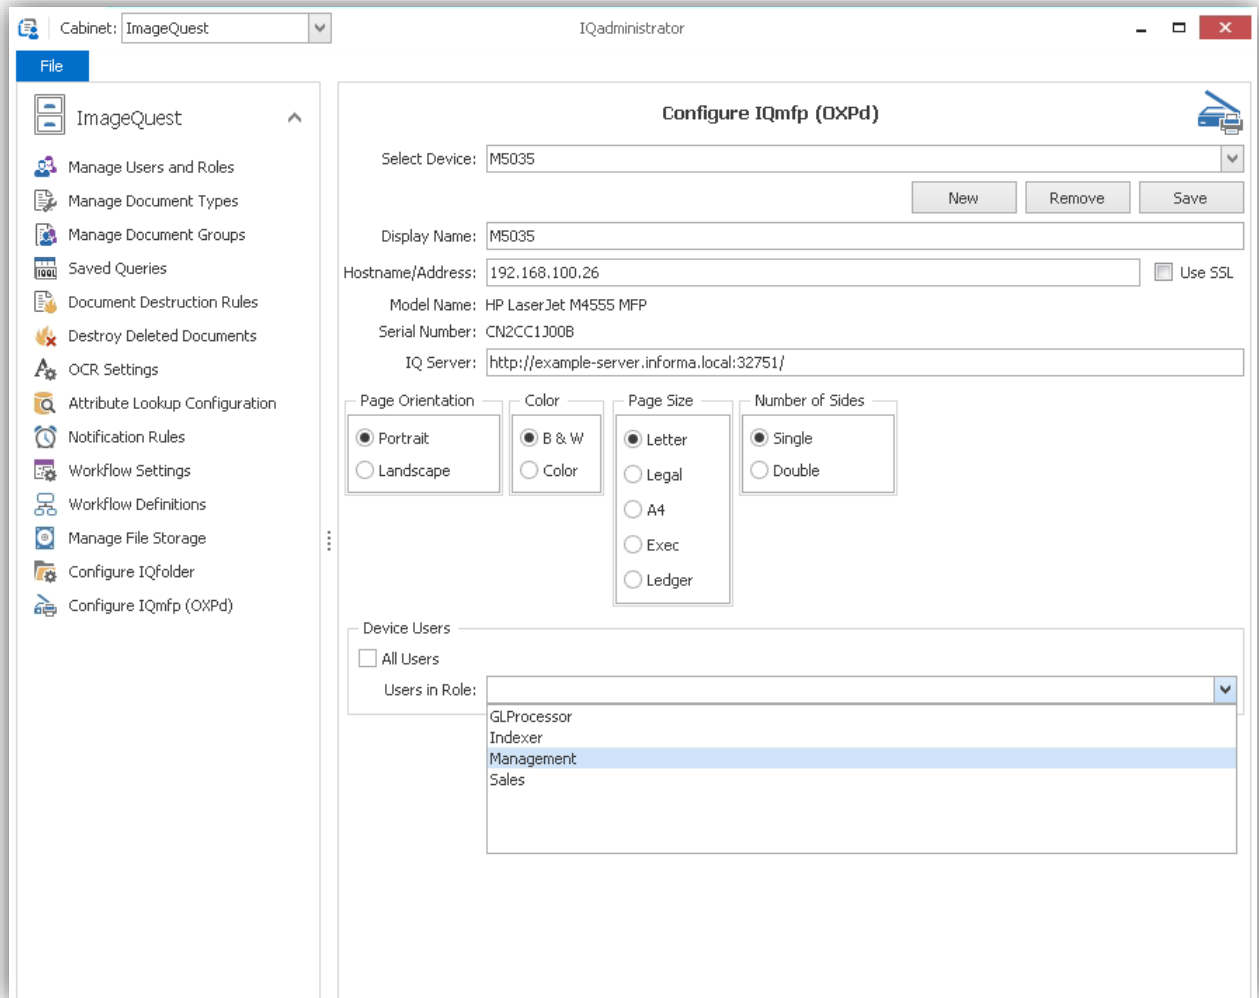 Cabinet: ImageQuest
IQadministrator
File
ImageQuest
Manage Users and Roles
Manage Document Types
Manage Document Groups
Saved Queries
Document Destruction Rules
Destroy Deleted Documents
OCR Settings
Attribute Lookup Configuration
Notification Rules
Workflow Settings
Workflow Definitions
Manage File Storage
Configure IQfolder
Configure IQmfp (OXPd)
Configure IQmfp (OXPd)
Select Device: M5035
New Remove Save
Display Name: M5035
Hostname/Address: 192.168.100.26 Use SSL
Model Name: HP LaserJet M4555 MFP
Serial Number: CN2CC1J00B
IQ Server: http://example-server.informa.local:32751/
Page Orientation
Portrait
Landscape
Color
B & W
Color
Page Size
Letter
Legal
A4
Exec
Ledger
Number of Sides
Single
Double
Device Users
All Users
Users in Role:
GLProcessor
Indexer
Management
Sales